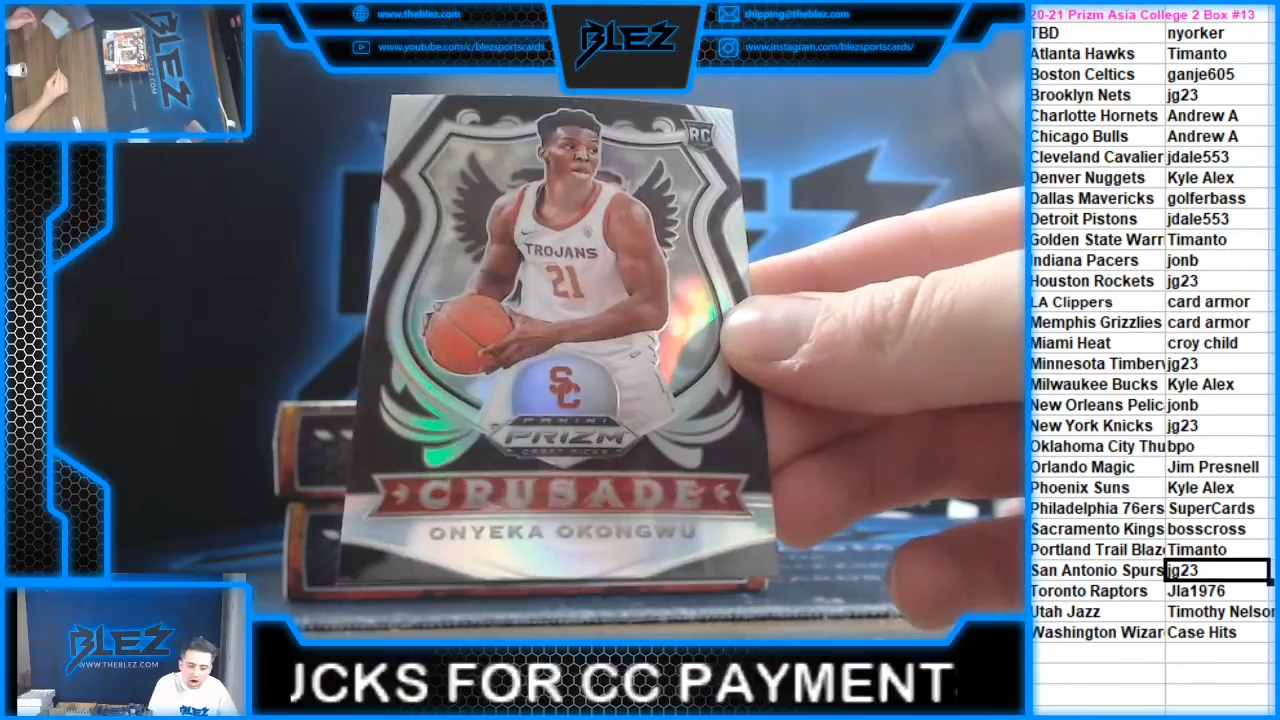 www.theblez.com
www.youtube.com/c/blezsportscards
BLEZ
shipping@theblez.com
www.instagram.com/blezsportscards/
RC
TROJANS
21
SC
PANINI
PRIZM
DRAFT PICKS
CRUSADE
ONYEKA OKONGWU
BLEZ
WWW.THEBLEZ.COM
JCKS FOR CC PAYMENT
20-21 Prizm Asia College 2 Box #13
TBD nyorker
Atlanta Hawks Timanto
Boston Celtics ganje605
Brooklyn Nets jg23
Charlotte Hornets Andrew A
Chicago Bulls Andrew A
Cleveland Cavalier jdale553
Denver Nuggets Kyle Alex
Dallas Mavericks golferbass
Detroit Pistons jdale553
Golden State Warr Timanto
Indiana Pacers jonb
Houston Rockets jg23
LA Clippers card armor
Memphis Grizzlies card armor
Miami Heat croy child
Minnesota Timberv jg23
Milwaukee Bucks Kyle Alex
New Orleans Pelic jonb
New York Knicks jg23
Oklahoma City Thu bpo
Orlando Magic Jim Presnell
Phoenix Suns Kyle Alex
Philadelphia 76ers SuperCards
Sacramento Kings bosscross
Portland Trail Blaz Timanto
San Antonio Spurs jg23
Toronto Raptors Jla1976
Utah Jazz Timothy Nelson
Washington Wizar Case Hits